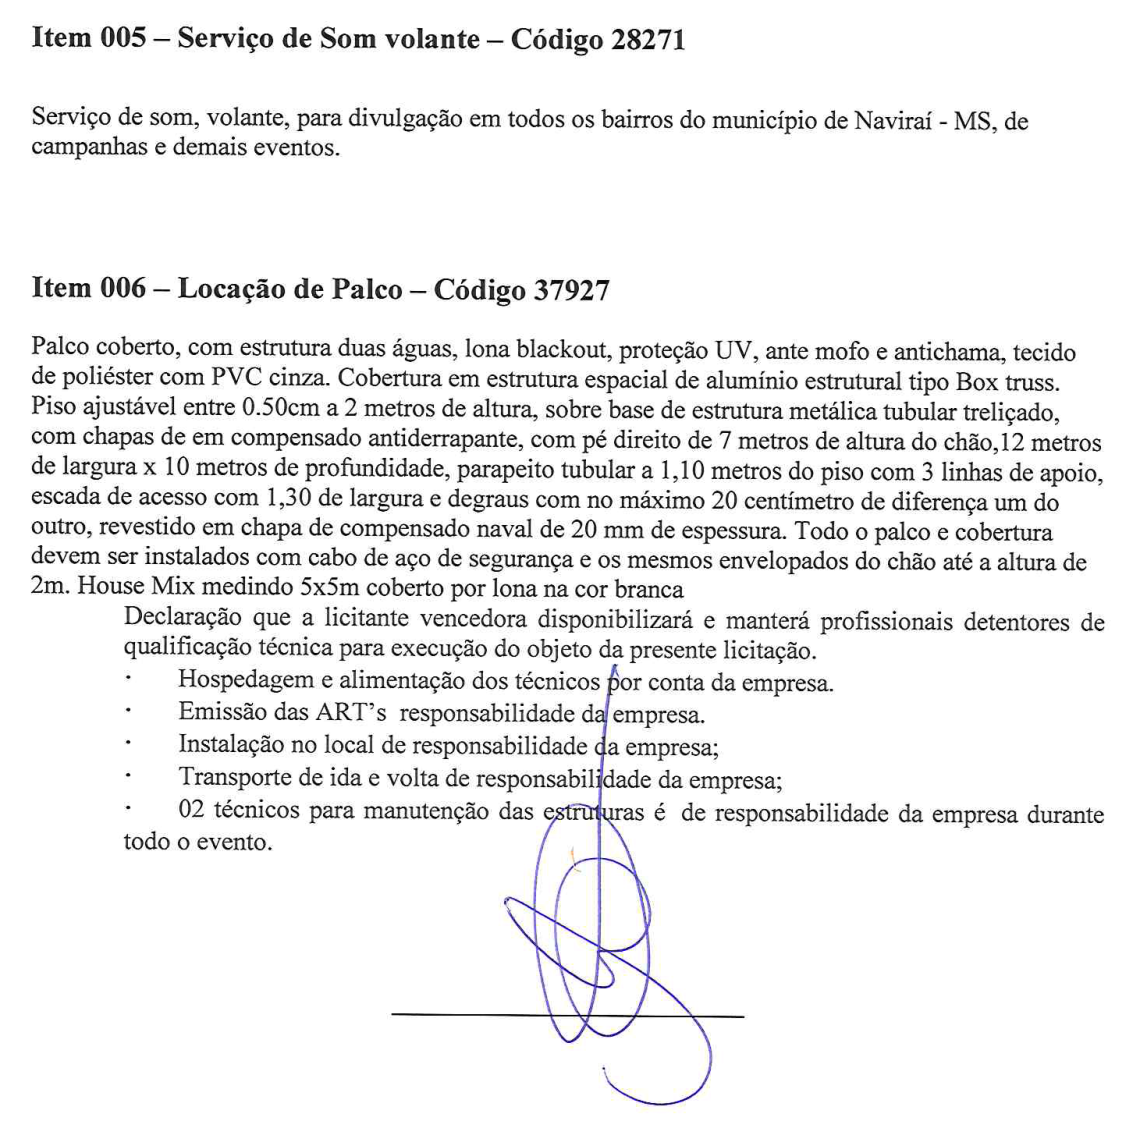 Item 005 – Serviço de Som volante – Código 28271
Serviço de som, volante, para divulgação em todos os bairros do município de Naviraí - MS, de
campanhas e demais eventos.
Item 006 – Locação de Palco – Código 37927
Palco coberto, com estrutura duas águas, lona blackout, proteção UV, ante mofo e antichama, tecido
de poliéster com PVC cinza. Cobertura em estrutura espacial de alumínio estrutural tipo Box truss.
Piso ajustável entre 0.50cm a 2 metros de altura, sobre base de estrutura metálica tubular treliçado,
com chapas de em compensado antiderrapante, com pé direito de 7 metros de altura do chão,12 metros
de largura x 10 metros de profundidade, parapeito tubular a 1,10 metros do piso com 3 linhas de apoio,
escada de acesso com 1,30 de largura e degraus com no máximo 20 centímetro de diferença um do
outro, revestido em chapa de compensado naval de 20 mm de espessura. Todo o palco e cobertura
devem ser instalados com cabo de aço de segurança e os mesmos envelopados do chão até a altura de
2m. House Mix medindo 5x5m coberto por lona na cor branca
Declaração que a licitante vencedora disponibilizará e manterá profissionais detentores de
qualificação técnica para execução do objeto da presente licitação.
· Hospedagem e alimentação dos técnicos por conta da empresa.
· Emissão das ART's responsabilidade da empresa.
· Instalação no local de responsabilidade da empresa;
· Transporte de ida e volta de responsabilidade da empresa;
· 02 técnicos para manutenção das estruturas é de responsabilidade da empresa durante
todo o evento.